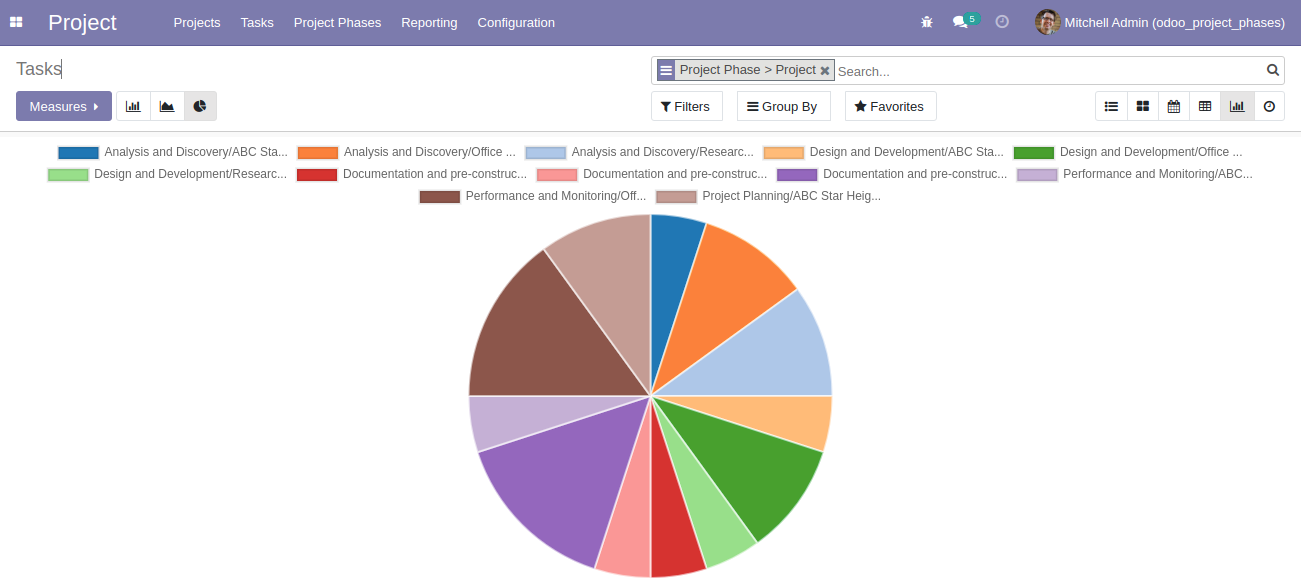 Project Projects Tasks Project Phases Reporting Configuration 5 Mitchell Admin (odoo_project_phases)
Tasks
Project Phase > Project Search...
Measures Filters Group By Favorites
Analysis and Discovery/ABC Sta... Analysis and Discovery/Office ... Analysis and Discovery/Researc... Design and Development/ABC Sta... Design and Development/Office ...
Design and Development/Researc... Documentation and pre-construc... Documentation and pre-construc... Documentation and pre-construc... Performance and Monitoring/ABC...
Performance and Monitoring/Off... Project Planning/ABC Star Heig...